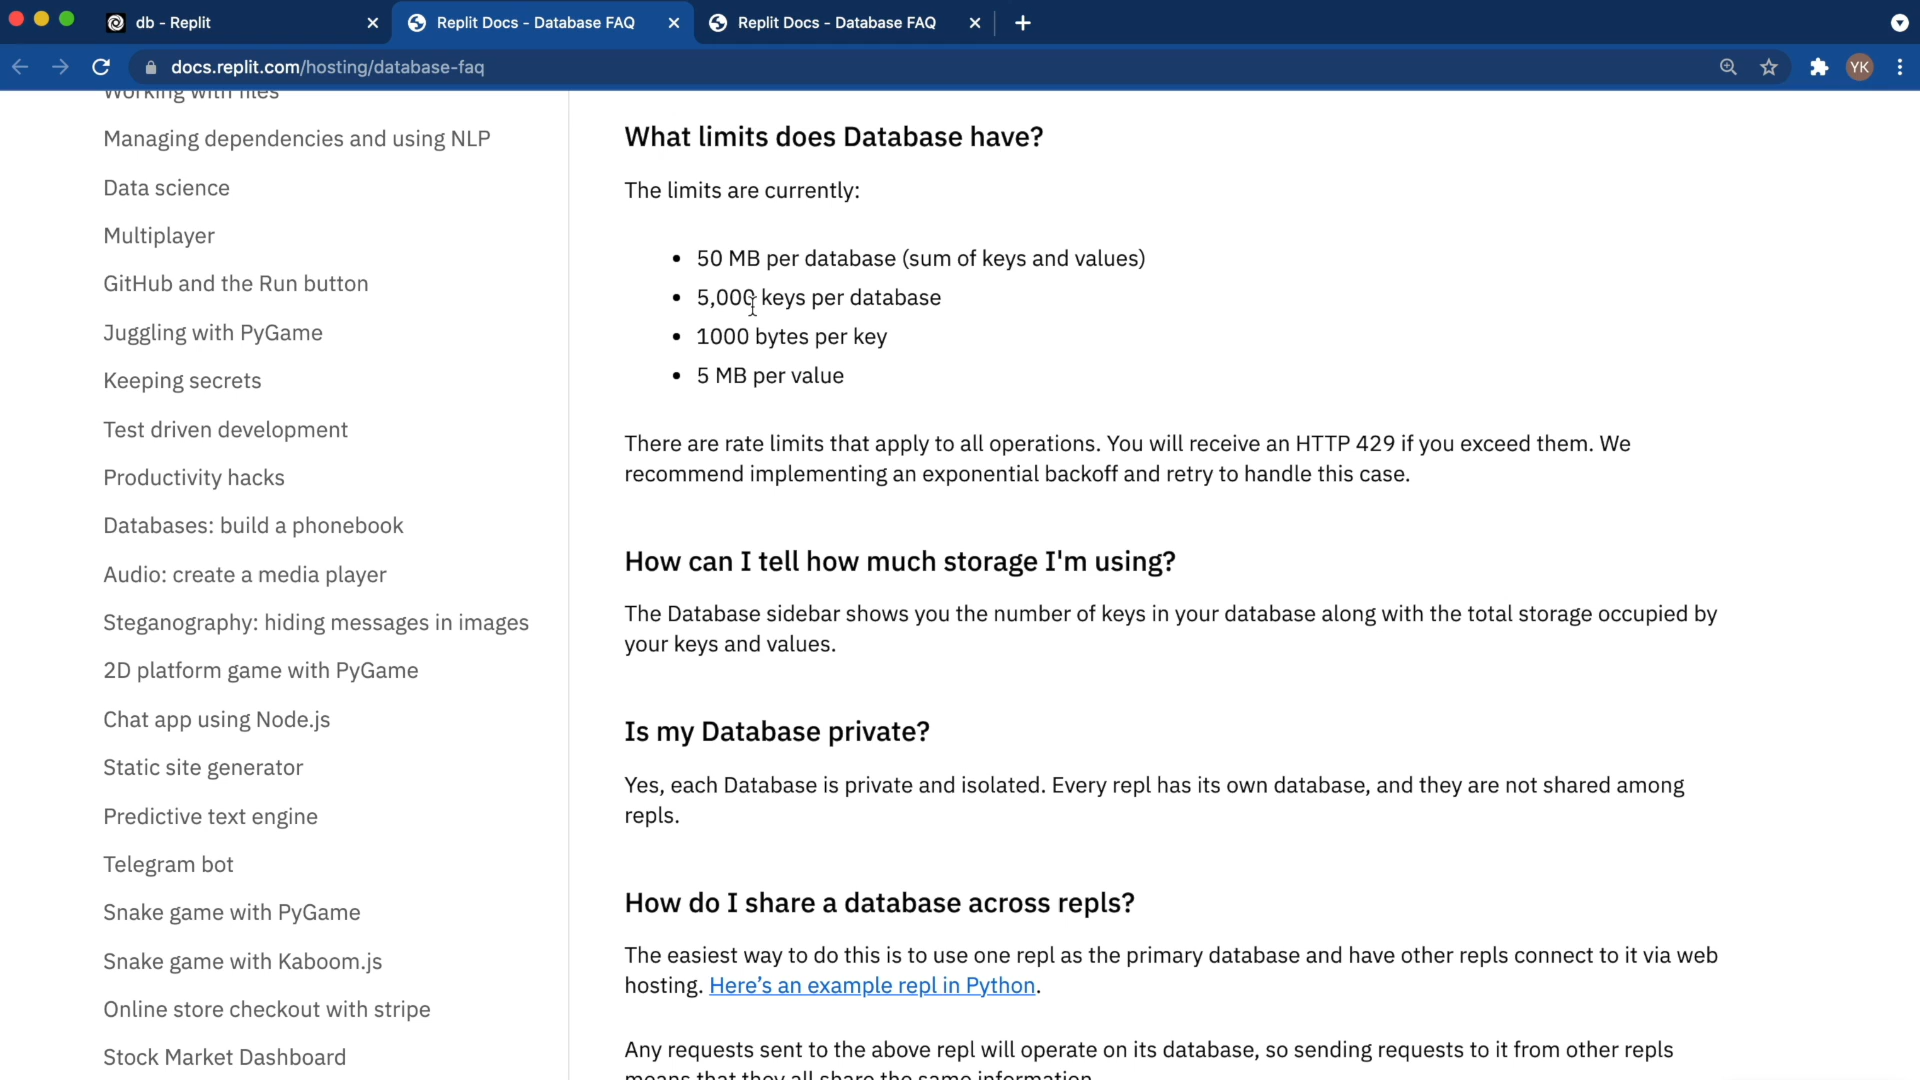 db - Replit
Replit Docs - Database FAQ
Replit Docs - Database FAQ
docs.replit.com/hosting/database-faq
YK
Working with files
Managing dependencies and using NLP
Data science
Multiplayer
GitHub and the Run button
Juggling with PyGame
Keeping secrets
Test driven development
Productivity hacks
Databases: build a phonebook
Audio: create a media player
Steganography: hiding messages in images
2D platform game with PyGame
Chat app using Node.js
Static site generator
Predictive text engine
Telegram bot
Snake game with PyGame
Snake game with Kaboom.js
Online store checkout with stripe
Stock Market Dashboard
What limits does Database have?
The limits are currently:
• 50 MB per database (sum of keys and values)
• 5,000 keys per database
• 1000 bytes per key
• 5 MB per value
There are rate limits that apply to all operations. You will receive an HTTP 429 if you exceed them. We
recommend implementing an exponential backoff and retry to handle this case.
How can I tell how much storage I'm using?
The Database sidebar shows you the number of keys in your database along with the total storage occupied by
your keys and values.
Is my Database private?
Yes, each Database is private and isolated. Every repl has its own database, and they are not shared among
repls.
How do I share a database across repls?
The easiest way to do this is to use one repl as the primary database and have other repls connect to it via web
hosting. Here’s an example repl in Python.
Any requests sent to the above repl will operate on its database, so sending requests to it from other repls
means that they all share the same information